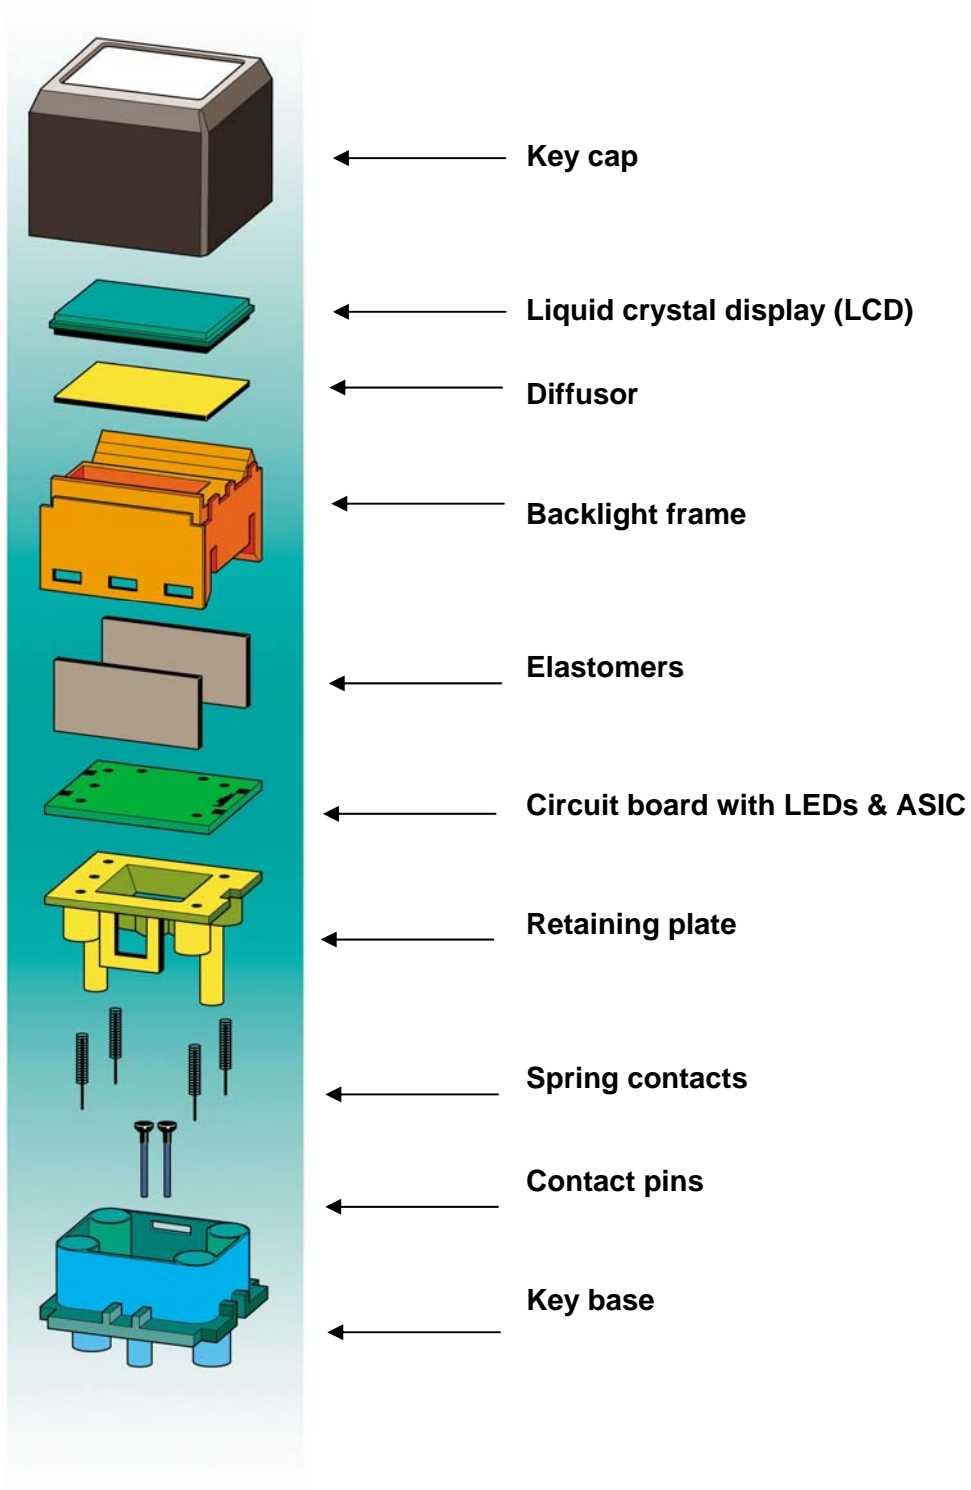 Key cap
Liquid crystal display (LCD)
Diffusor
Backlight frame
Elastomers
Circuit board with LEDs & ASIC
Retaining plate
Spring contacts
Contact pins
Key base